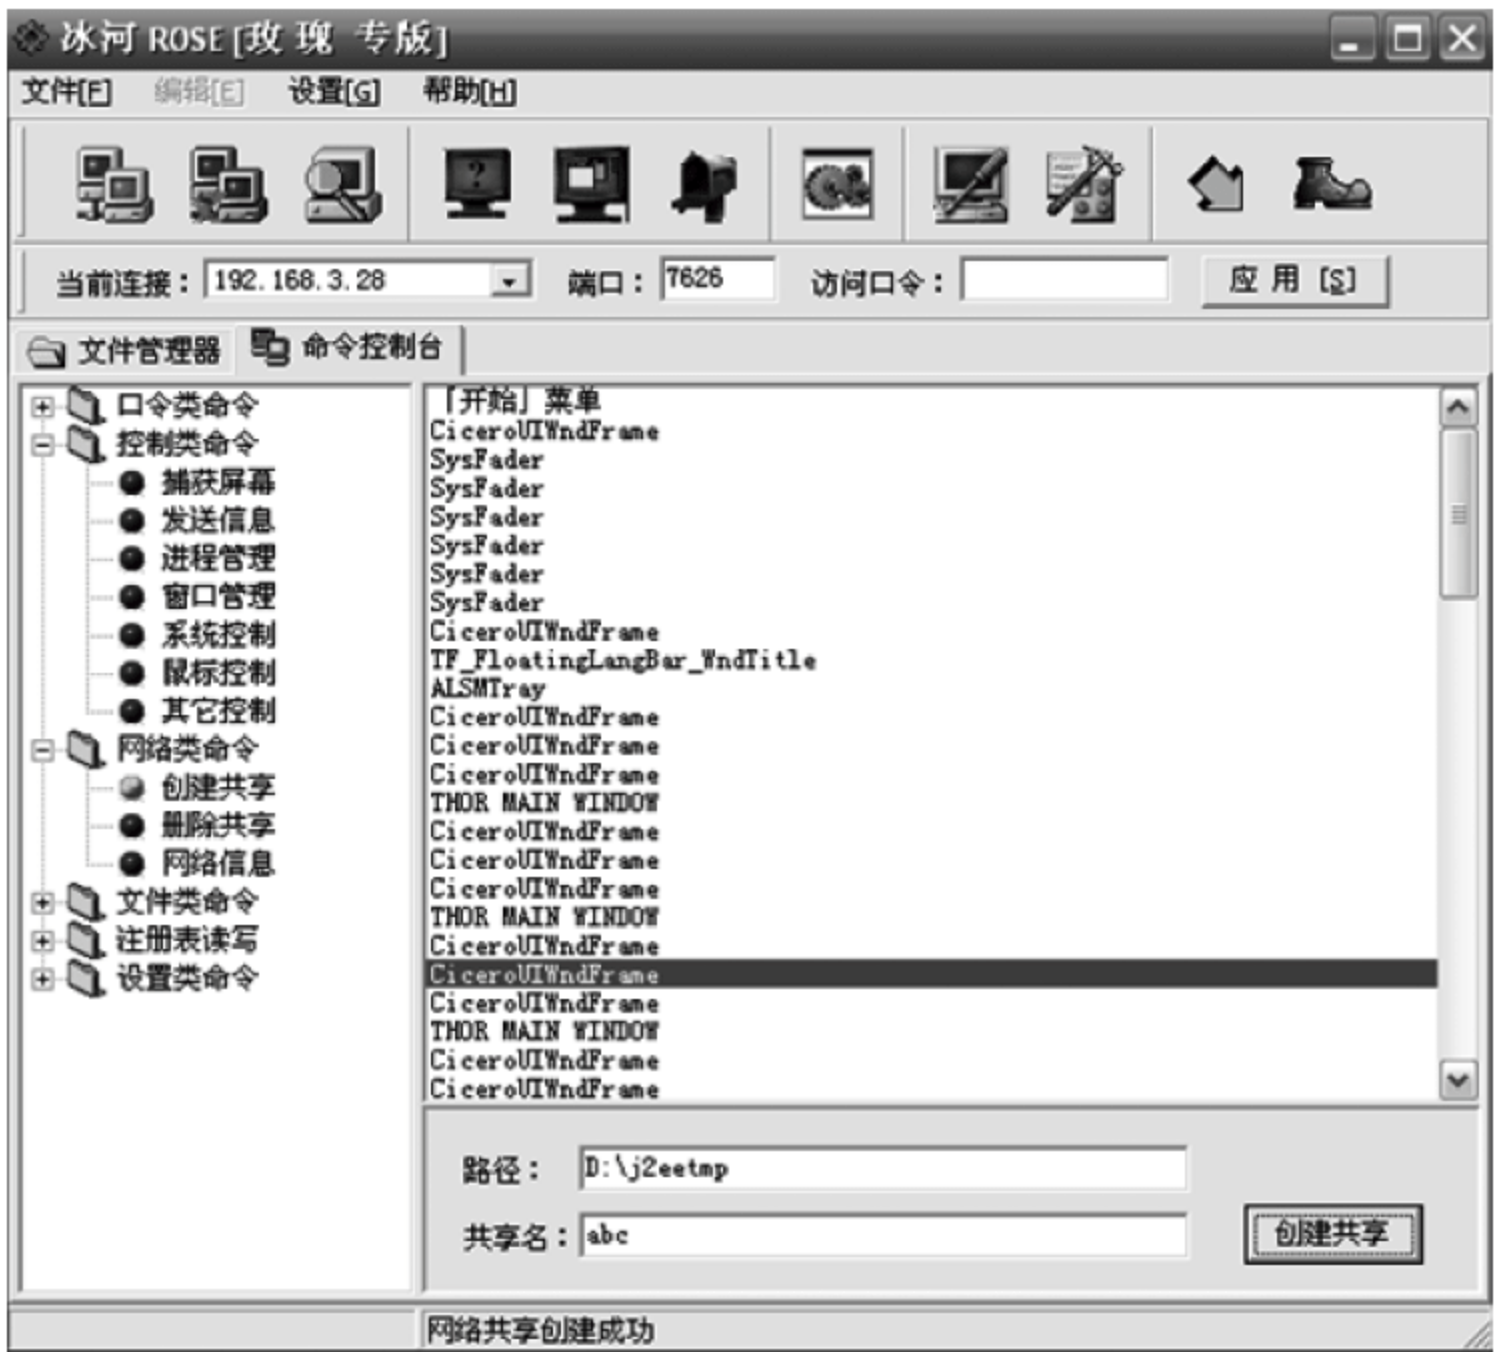 冰河 ROSE [玫 瑰 专版]
文件[F] 编辑[E] 设置[G] 帮助[H]
?
当前连接： 192.168.3.28 端口： 7626 访问口令： 应 用 [S]
文件管理器 命令控制台
口令类命令
控制类命令
捕获屏幕
发送信息
进程管理
窗口管理
系统控制
鼠标控制
其它控制
网络类命令
创建共享
删除共享
网络信息
文件类命令
注册表读写
设置类命令
「开始」菜单
CiceroUIWndFrame
SysFader
SysFader
SysFader
SysFader
SysFader
SysFader
CiceroUIWndFrame
TF_FloatingLangBar_WndTitle
ALSMTray
CiceroUIWndFrame
CiceroUIWndFrame
CiceroUIWndFrame
THOR MAIN WINDOW
CiceroUIWndFrame
CiceroUIWndFrame
CiceroUIWndFrame
THOR MAIN WINDOW
CiceroUIWndFrame
CiceroUIWndFrame
CiceroUIWndFrame
THOR MAIN WINDOW
CiceroUIWndFrame
CiceroUIWndFrame
路径： D:\j2eetmp
共享名： abc
创建共享
网络共享创建成功